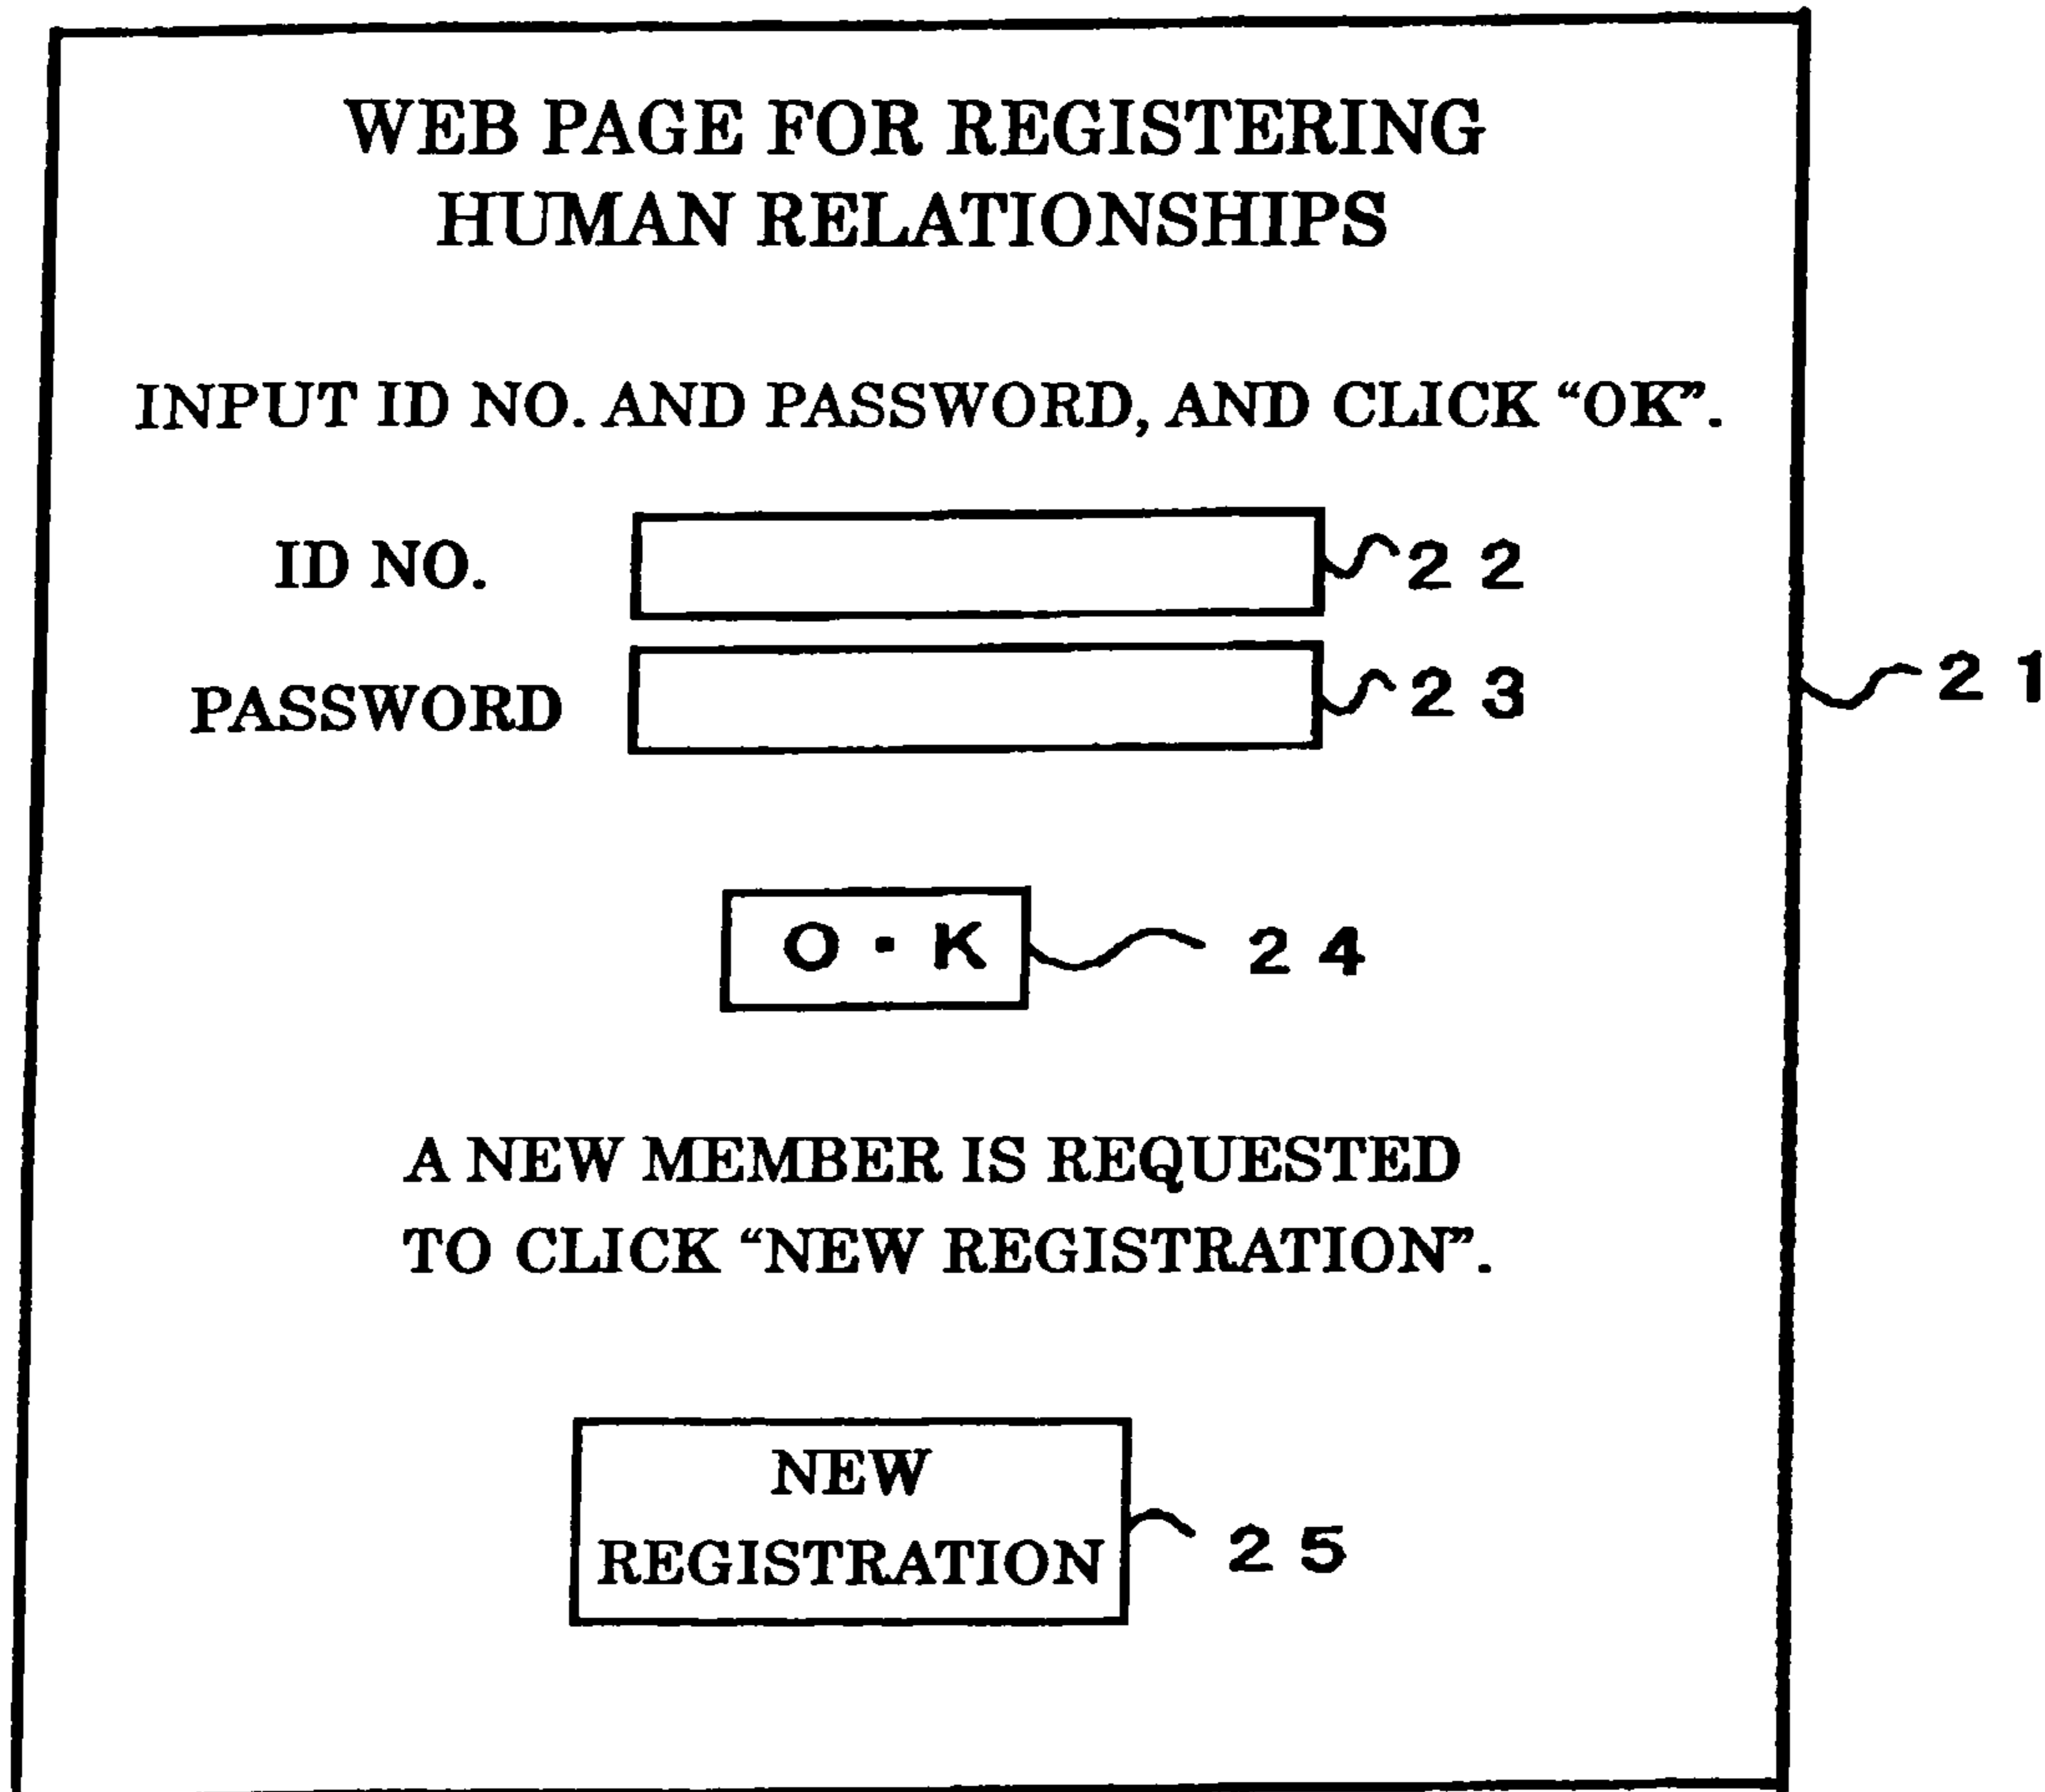 WEB PAGE FOR REGISTERING
HUMAN RELATIONSHIPS
INPUT ID NO. AND PASSWORD, AND CLICK “OK”.
ID NO. 22
PASSWORD 23
21
O・K 24
A NEW MEMBER IS REQUESTED
TO CLICK “NEW REGISTRATION”.
NEW
REGISTRATION 25